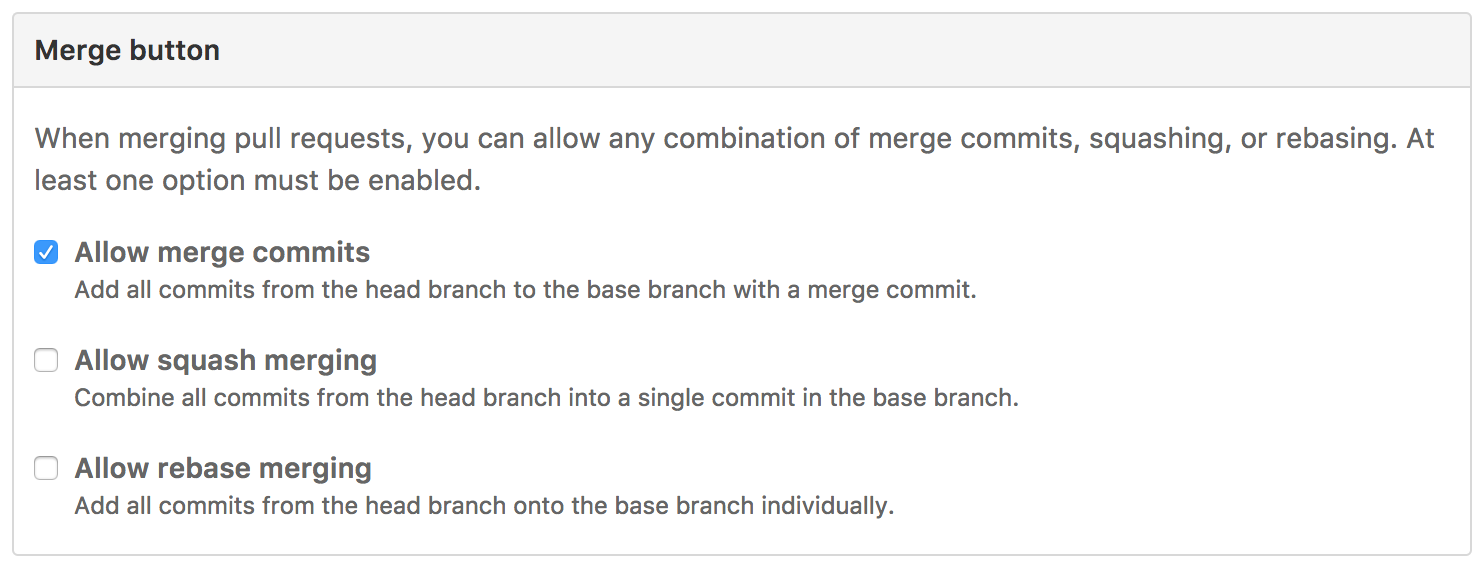 Merge button
When merging pull requests, you can allow any combination of merge commits, squashing, or rebasing. At
least one option must be enabled.
Allow merge commits
Add all commits from the head branch to the base branch with a merge commit.
Allow squash merging
Combine all commits from the head branch into a single commit in the base branch.
Allow rebase merging
Add all commits from the head branch onto the base branch individually.